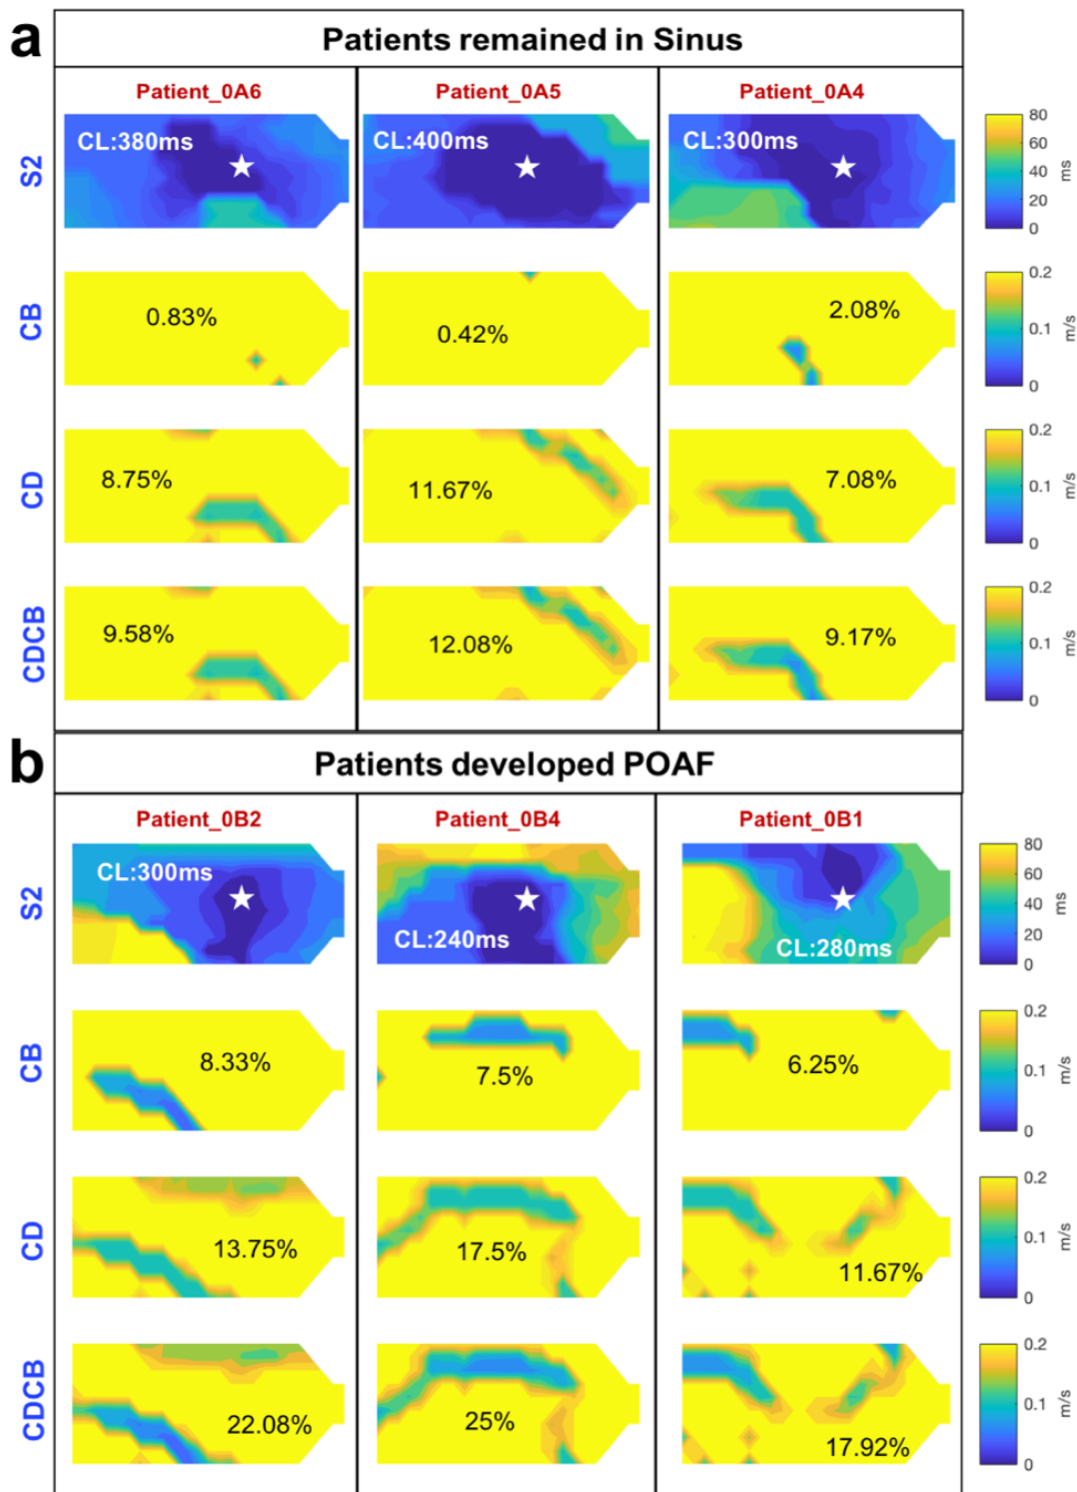 a
Patients remained in Sinus
Patient_0A6 Patient_0A5 Patient_0A4
S2
CL:380ms CL:400ms CL:300ms
80
60
40
20
0
ms
CB
0.83% 0.42% 2.08%
0.2
0.1
0
m/s
CD
8.75% 11.67% 7.08%
0.2
0.1
0
m/s
CDCB
9.58% 12.08% 9.17%
0.2
0.1
0
m/s
b
Patients developed POAF
Patient_0B2 Patient_0B4 Patient_0B1
S2
CL:300ms CL:240ms CL:280ms
80
60
40
20
0
ms
CB
8.33% 7.5% 6.25%
0.2
0.1
0
m/s
CD
13.75% 17.5% 11.67%
0.2
0.1
0
m/s
CDCB
22.08% 25% 17.92%
0.2
0.1
0
m/s